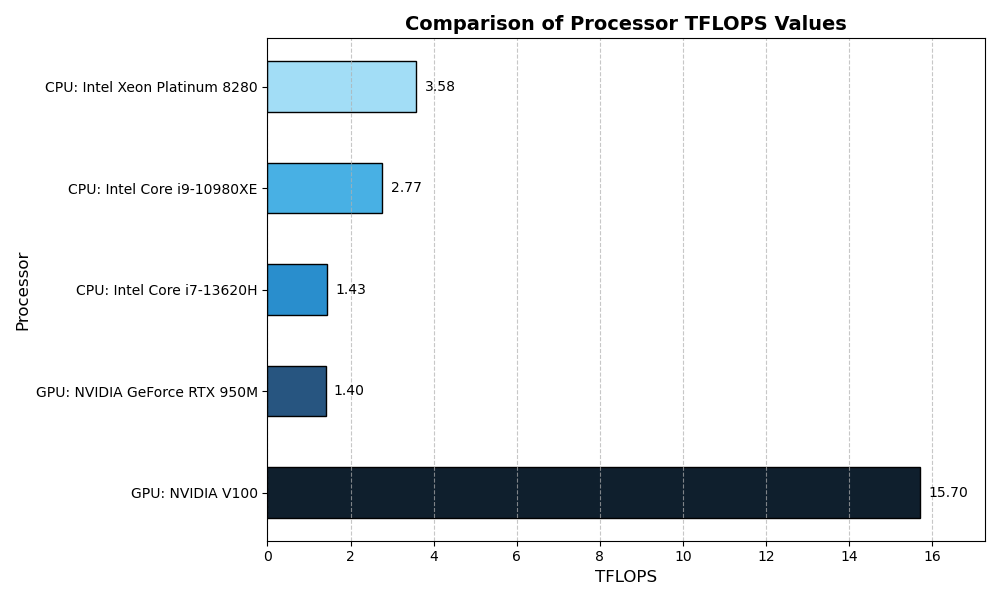 Comparison of Processor TFLOPS Values
CPU: Intel Xeon Platinum 8280
3.58
CPU: Intel Core i9-10980XE
2.77
CPU: Intel Core i7-13620H
1.43
GPU: NVIDIA GeForce RTX 950M
1.40
GPU: NVIDIA V100
15.70
Processor
0 2 4 6 8 10 12 14 16
TFLOPS